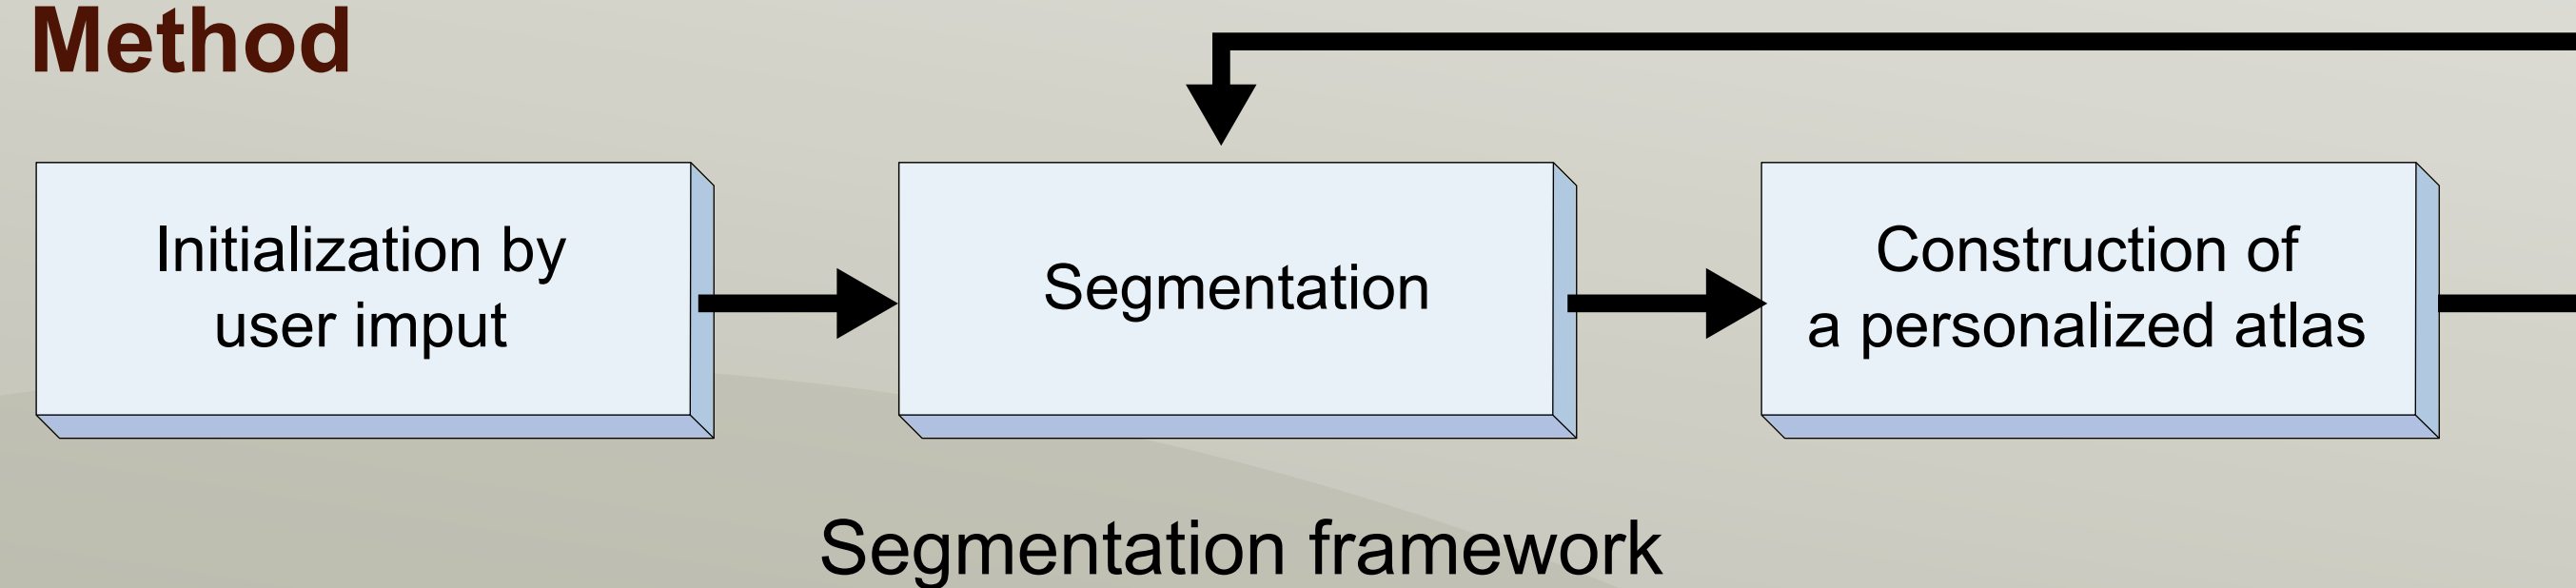 Method
Initialization by
user imput
Segmentation
Construction of
a personalized atlas
Segmentation framework